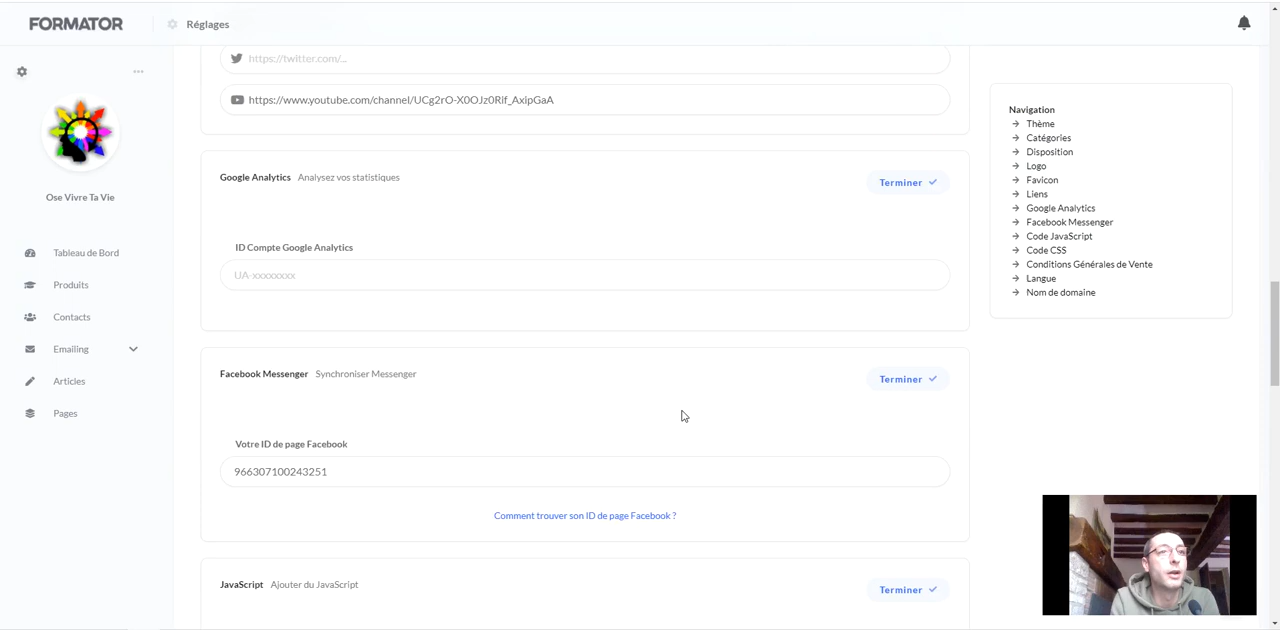 FORMATOR
Réglages
Ose Vivre Ta Vie
Tableau de Bord
Produits
Contacts
Emailing
Articles
Pages
https://twitter.com/...
https://www.youtube.com/channel/UCg2rO-X0OJz0Rlf_AxipGaA
Google Analytics Analysez vos statistiques
Terminer
ID Compte Google Analytics
UA-xxxxxxxx
Facebook Messenger Synchroniser Messenger
Terminer
Votre ID de page Facebook
966307100243251
Comment trouver son ID de page Facebook ?
JavaScript Ajouter du JavaScript
Terminer
Navigation
Thème
Catégories
Disposition
Logo
Favicon
Liens
Google Analytics
Facebook Messenger
Code JavaScript
Code CSS
Conditions Générales de Vente
Langue
Nom de domaine